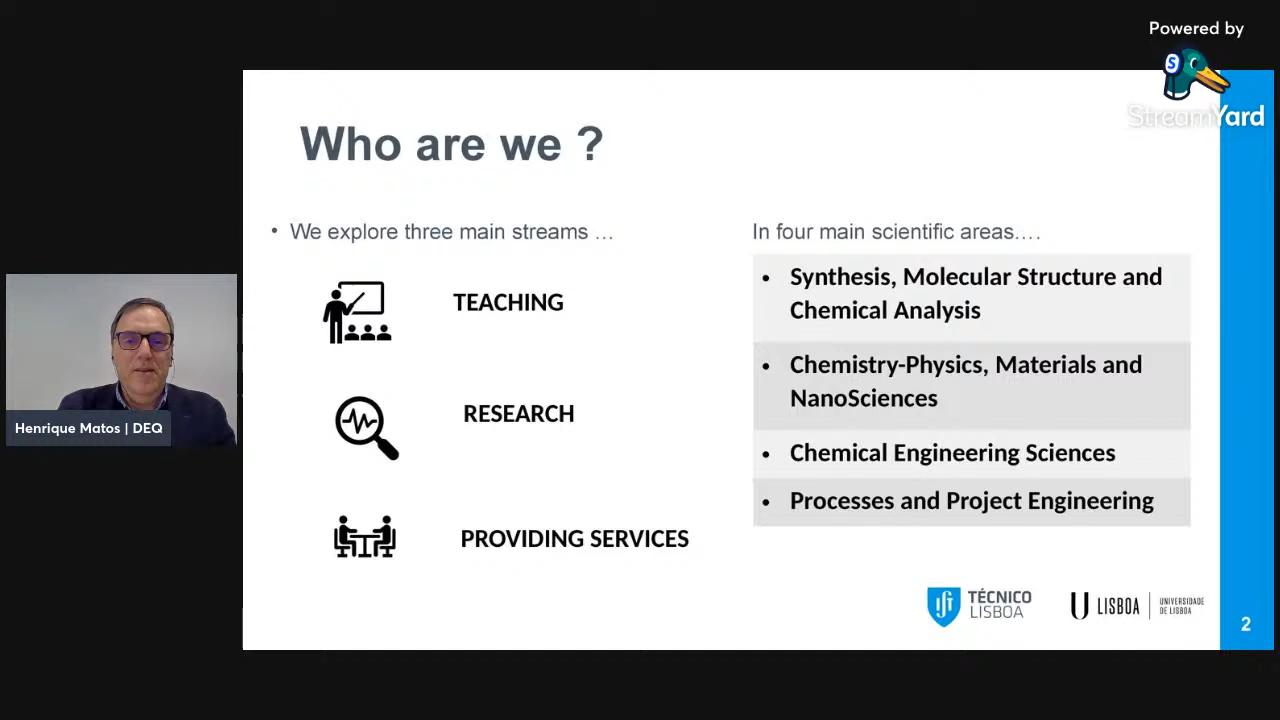 Powered by
StreamYard
Who are we ?
• We explore three main streams …
TEACHING
RESEARCH
PROVIDING SERVICES
In four main scientific areas….
• Synthesis, Molecular Structure and
Chemical Analysis
• Chemistry-Physics, Materials and
NanoSciences
• Chemical Engineering Sciences
• Processes and Project Engineering
Henrique Matos | DEQ
TÉCNICO
LISBOA
U LISBOA
UNIVERSIDADE
DE LISBOA
2